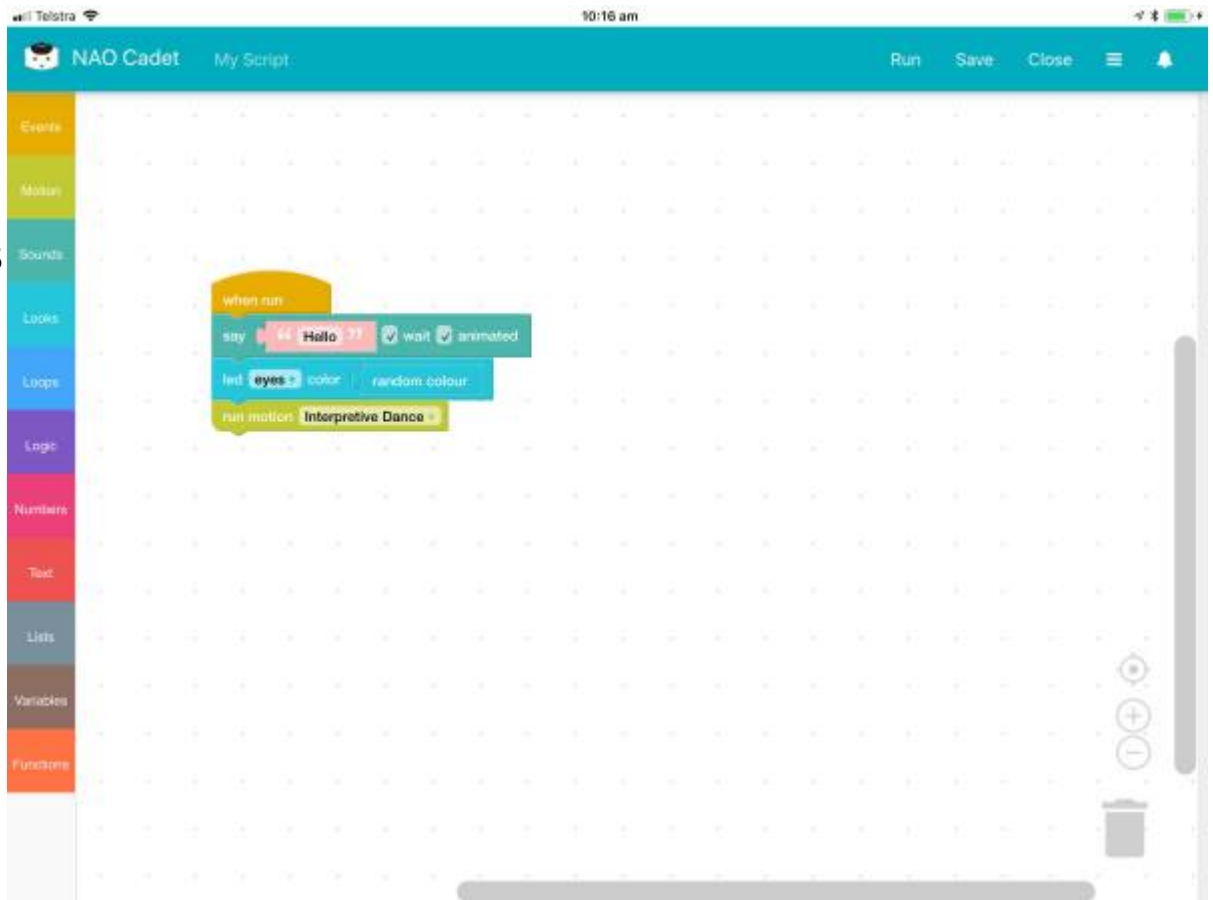 Telstra 10:16 am
NAO Cadet My Script Run Save Close
Events
Motion
Sounds
Looks
Loops
Logic
Numbers
Text
Lists
Variables
Functions
when run
say “ Hello ” wait animated
led eyes color random colour
run motion Interpretive Dance